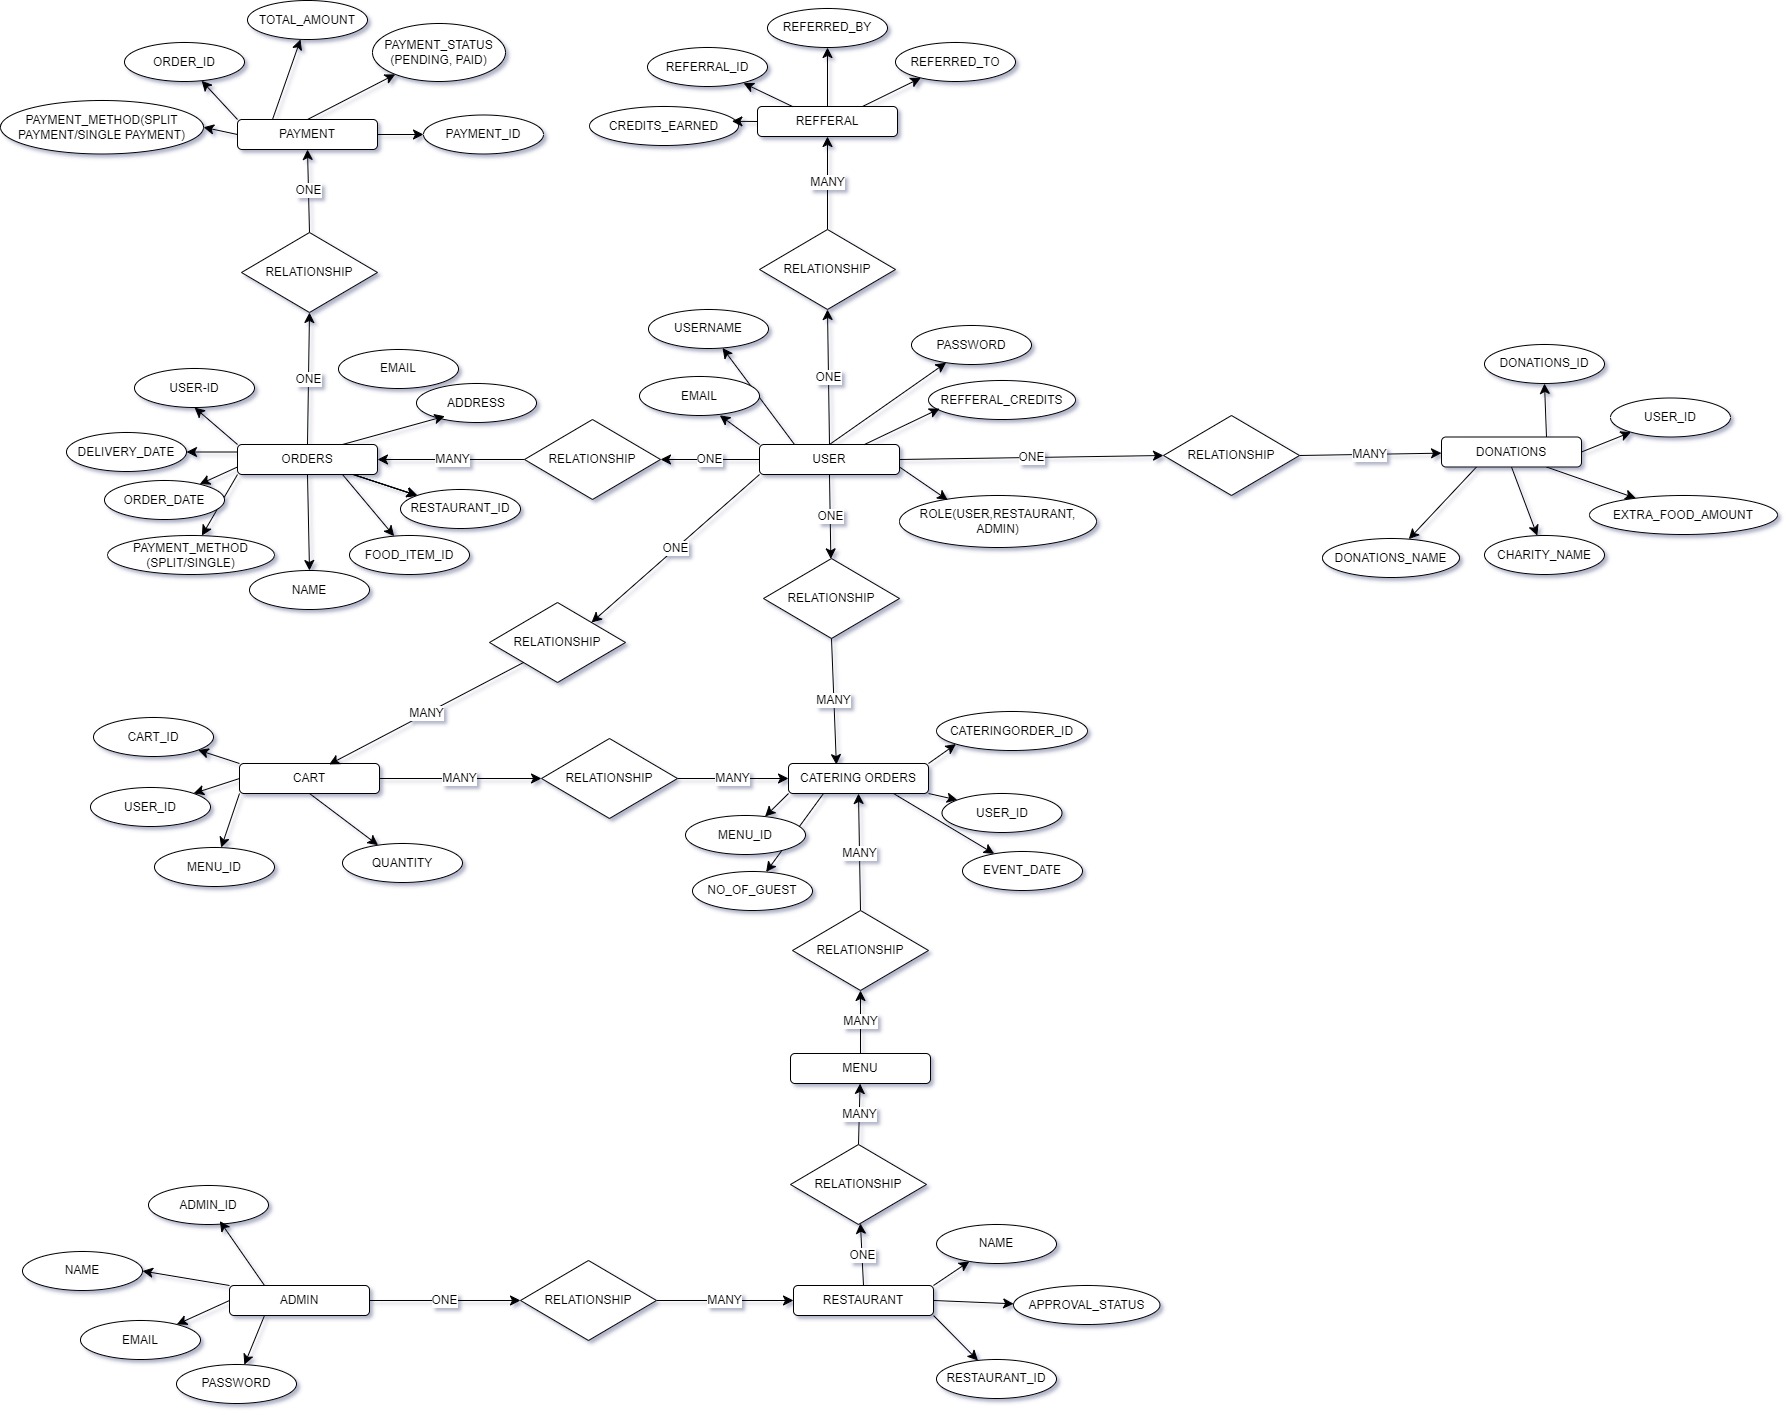 TOTAL_AMOUNT
REFERRED_BY
PAYMENT_STATUS
(PENDING, PAID)
ORDER_ID
REFERRAL_ID
REFERRED_TO
PAYMENT_METHOD(SPLIT
PAYMENT/SINGLE PAYMENT)
PAYMENT
PAYMENT_ID
CREDITS_EARNED
REFFERAL
ONE
MANY
RELATIONSHIP
RELATIONSHIP
USERNAME
PASSWORD
EMAIL
ONE
ONE
DONATIONS_ID
USER-ID
ADDRESS
EMAIL
REFFERAL_CREDITS
USER_ID
DELIVERY_DATE
ORDERS
MANY
RELATIONSHIP
ONE
USER
ONE
RELATIONSHIP
MANY
DONATIONS
ORDER_DATE
RESTAURANT_ID
ONE
ROLE(USER,RESTAURANT,
ADMIN)
EXTRA_FOOD_AMOUNT
PAYMENT_METHOD
(SPLIT/SINGLE)
FOOD_ITEM_ID
ONE
DONATIONS_NAME
CHARITY_NAME
NAME
RELATIONSHIP
RELATIONSHIP
MANY
MANY
CART_ID
CATERINGORDER_ID
CART
MANY
RELATIONSHIP
MANY
CATERING ORDERS
USER_ID
USER_ID
MENU_ID
MENU_ID
QUANTITY
MANY
EVENT_DATE
NO_OF_GUEST
RELATIONSHIP
MANY
MENU
MANY
RELATIONSHIP
ADMIN_ID
NAME
ONE
NAME
ADMIN
ONE
RELATIONSHIP
MANY
RESTAURANT
APPROVAL_STATUS
EMAIL
PASSWORD
RESTAURANT_ID